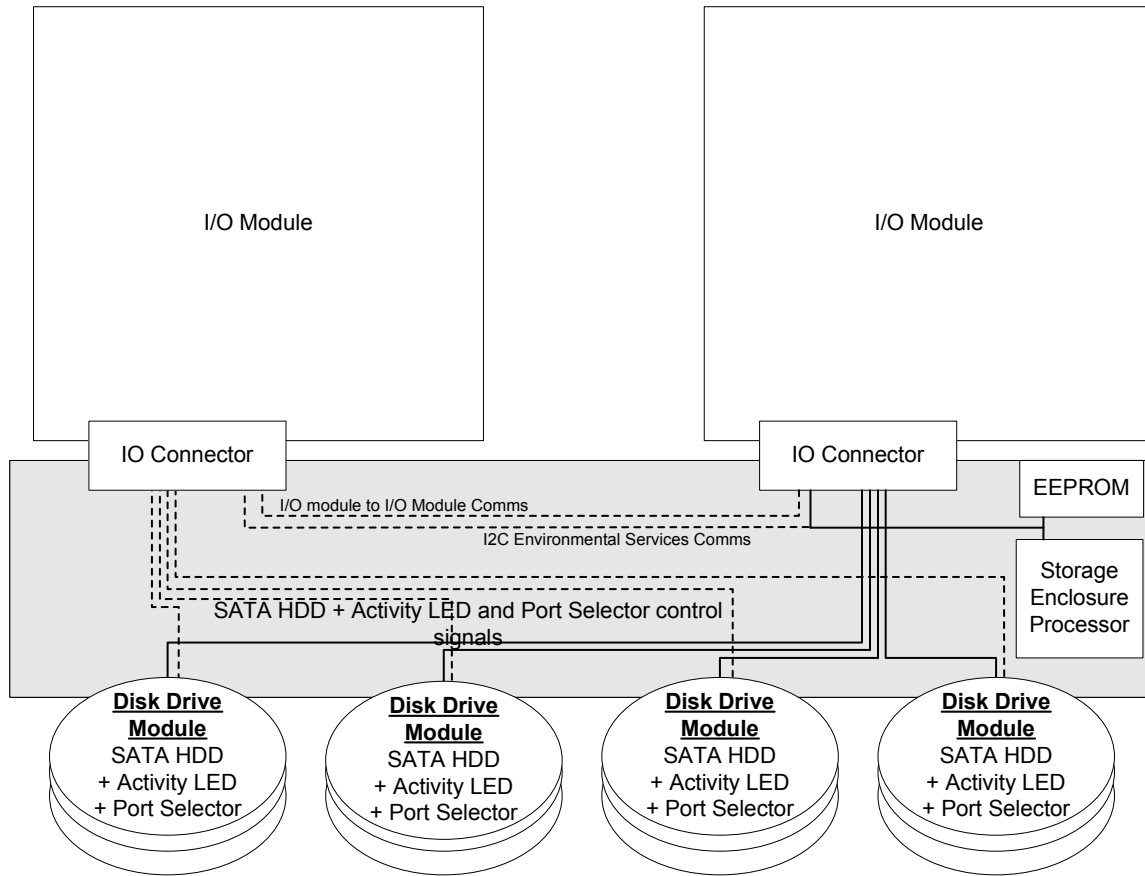 I/O Module
I/O Module
IO Connector
IO Connector
EEPROM
I/O module to I/O Module Comms
I2C Environmental Services Comms
Storage
Enclosure
Processor
SATA HDD + Activity LED and Port Selector control
signals
Disk Drive
Module
SATA HDD
+ Activity LED
+ Port Selector
Disk Drive
Module
SATA HDD
+ Activity LED
+ Port Selector
Disk Drive
Module
SATA HDD
+ Activity LED
+ Port Selector
Disk Drive
Module
SATA HDD
+ Activity LED
+ Port Selector